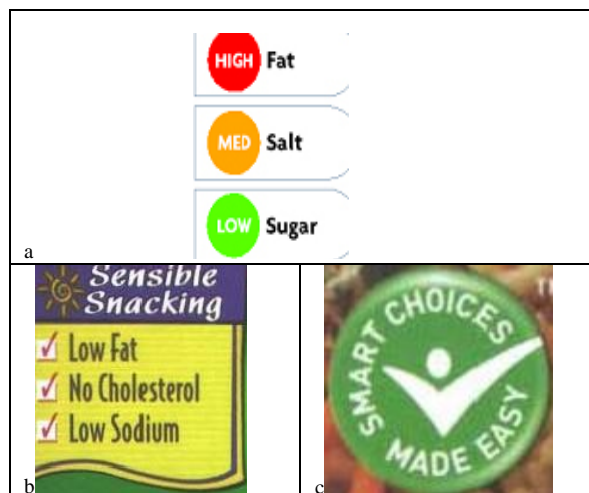 HIGH Fat
MED Salt
LOW Sugar
a
Sensible
Snacking
Low Fat
No Cholesterol
Low Sodium
b
SMART CHOICES
MADE EASY
c